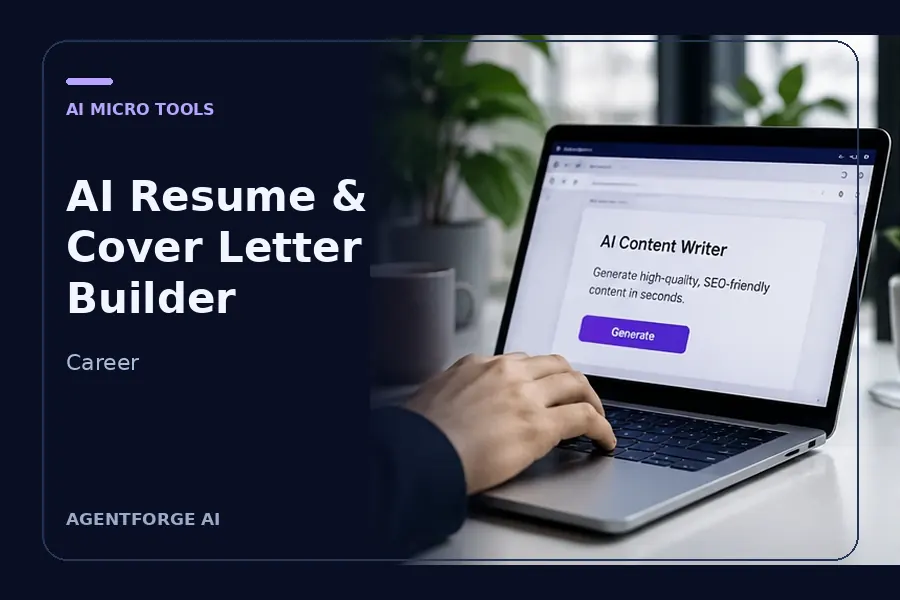 AI MICRO TOOLS
AI Resume &
Cover Letter
Builder
Career
AGENTFORGE AI
AI Content Writer
Generate high-quality, SEO-friendly
content in seconds.
Generate